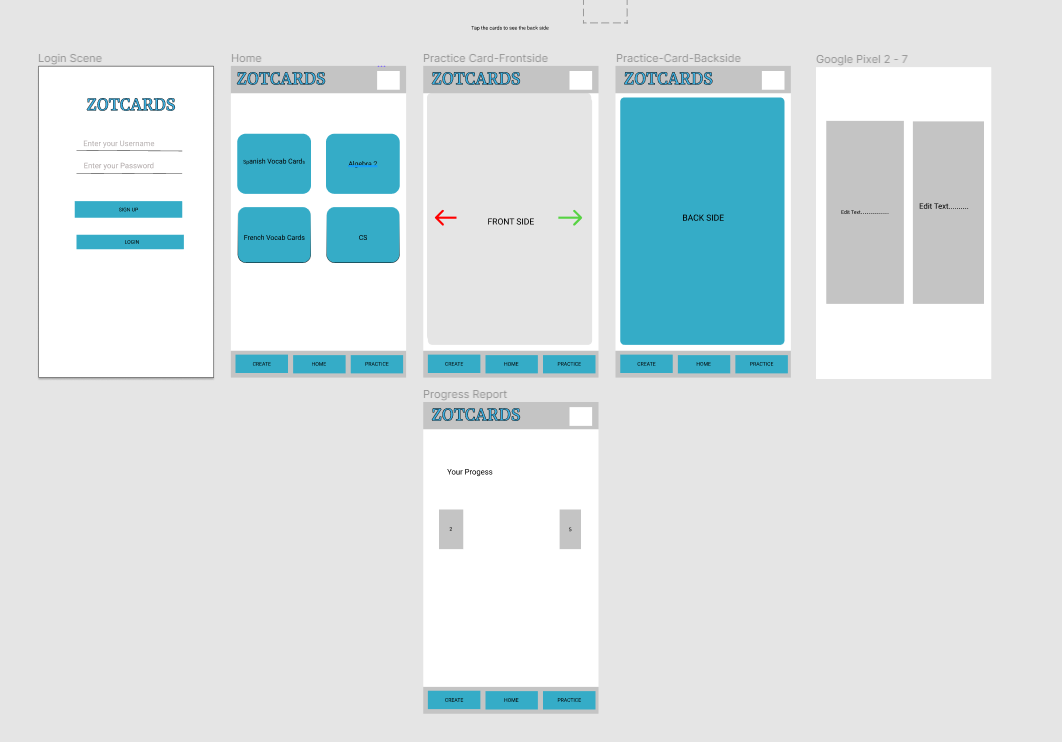 Tap the cards to see the back side
Login Scene
ZOTCARDS
Enter your Username
Enter your Password
SIGN UP
LOGIN
Home
ZOTCARDS
Spanish Vocab Cards
Algebra 2
French Vocab Cards
CS
CREATE HOME PRACTICE
Practice Card-Frontside
ZOTCARDS
FRONT SIDE
CREATE HOME PRACTICE
Practice-Card-Backside
ZOTCARDS
BACK SIDE
CREATE HOME PRACTICE
Google Pixel 2 - 7
Edit Text...............
Edit Text..........
Progress Report
ZOTCARDS
Your Progess
2
5
CREATE HOME PRACTICE